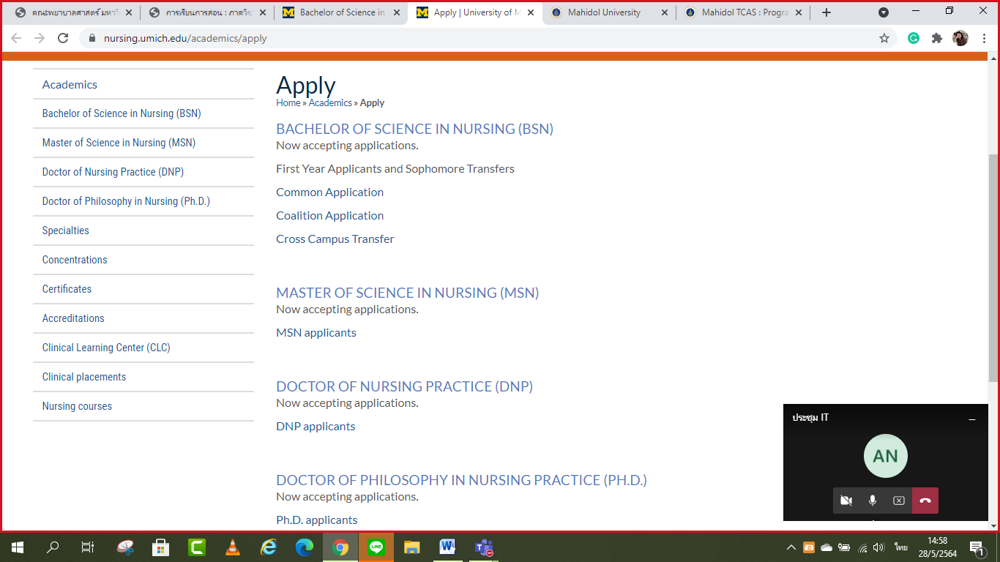 คณะพยาบาลศาสตร์ มหาวิ
การเรียนการสอน : ภาควิช
Bachelor of Science in
Apply | University of M
Mahidol University
Mahidol TCAS : Progra
nursing.umich.edu/academics/apply
Academics
Bachelor of Science in Nursing (BSN)
Master of Science in Nursing (MSN)
Doctor of Nursing Practice (DNP)
Doctor of Philosophy in Nursing (Ph.D.)
Specialties
Concentrations
Certificates
Accreditations
Clinical Learning Center (CLC)
Clinical placements
Nursing courses
Apply
Home » Academics » Apply
BACHELOR OF SCIENCE IN NURSING (BSN)
Now accepting applications.
First Year Applicants and Sophomore Transfers
Common Application
Coalition Application
Cross Campus Transfer
MASTER OF SCIENCE IN NURSING (MSN)
Now accepting applications.
MSN applicants
DOCTOR OF NURSING PRACTICE (DNP)
Now accepting applications.
DNP applicants
DOCTOR OF PHILOSOPHY IN NURSING PRACTICE (PH.D.)
Now accepting applications.
Ph.D. applicants
ประชุม IT
AN
LINE
ไทย
14:58
28/5/2564
1